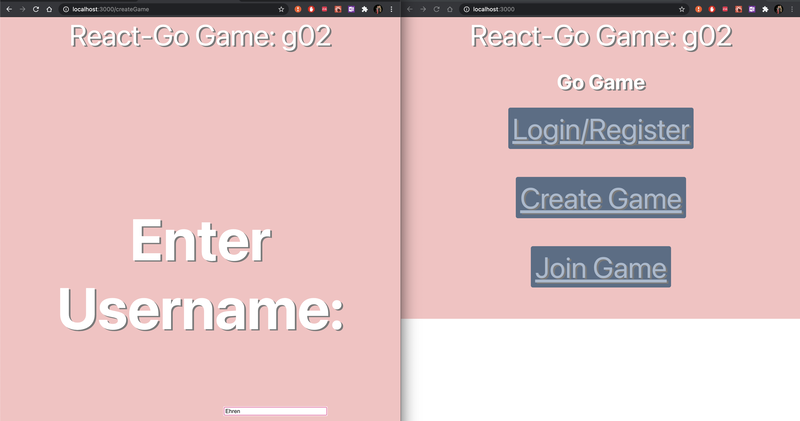 localhost:3000/createGame
React-Go Game: g02
Enter
Username:
Ehren
localhost:3000
React-Go Game: g02
Go Game
Login/Register
Create Game
Join Game